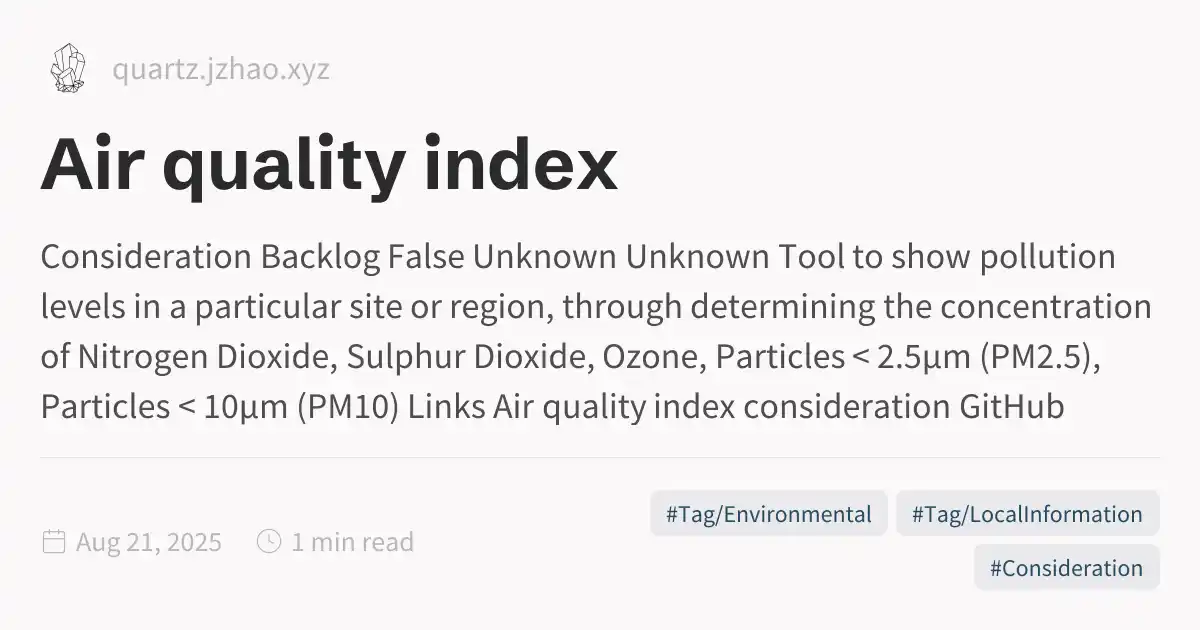 quartz.jzhao.xyz
Air quality index
Consideration Backlog False Unknown Unknown Tool to show pollution
levels in a particular site or region, through determining the concentration
of Nitrogen Dioxide, Sulphur Dioxide, Ozone, Particles < 2.5µm (PM2.5),
Particles < 10µm (PM10) Links Air quality index consideration GitHub
Aug 21, 2025 1 min read
#Tag/Environmental #Tag/LocalInformation
#Consideration